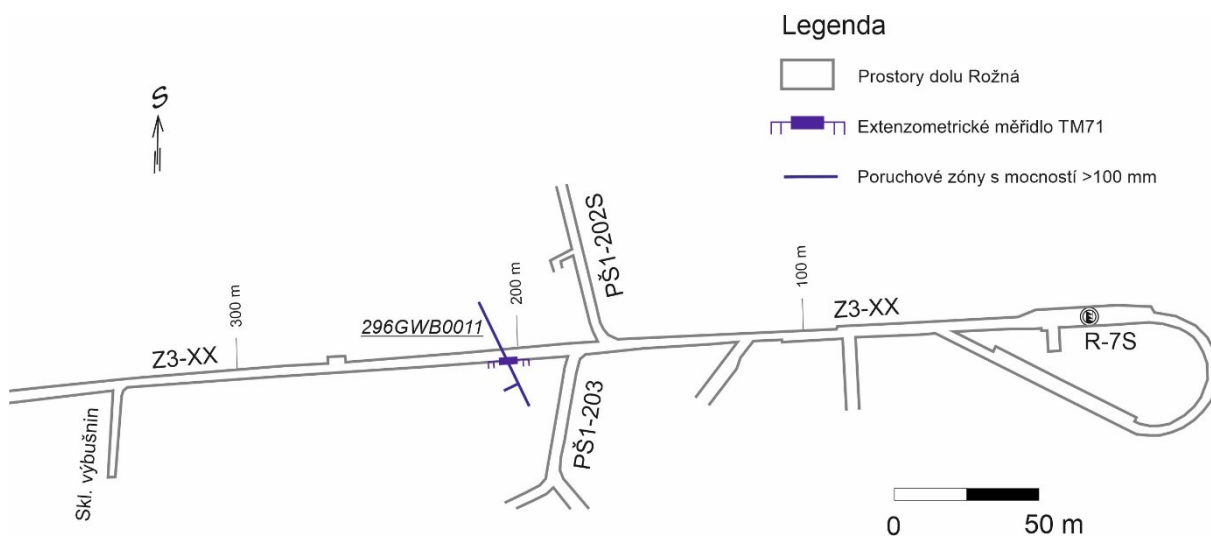 Legenda
Prostory dolu Rožná
Extenzometrické měřidlo TM71
Poruchové zóny s mocností >100 mm
S
PŠ1-202S
100 m
200 m
300 m
296GWB0011
Z3-XX
Z3-XX
R-7S
PŠ1-203
Skl. výbušnin
0
50 m